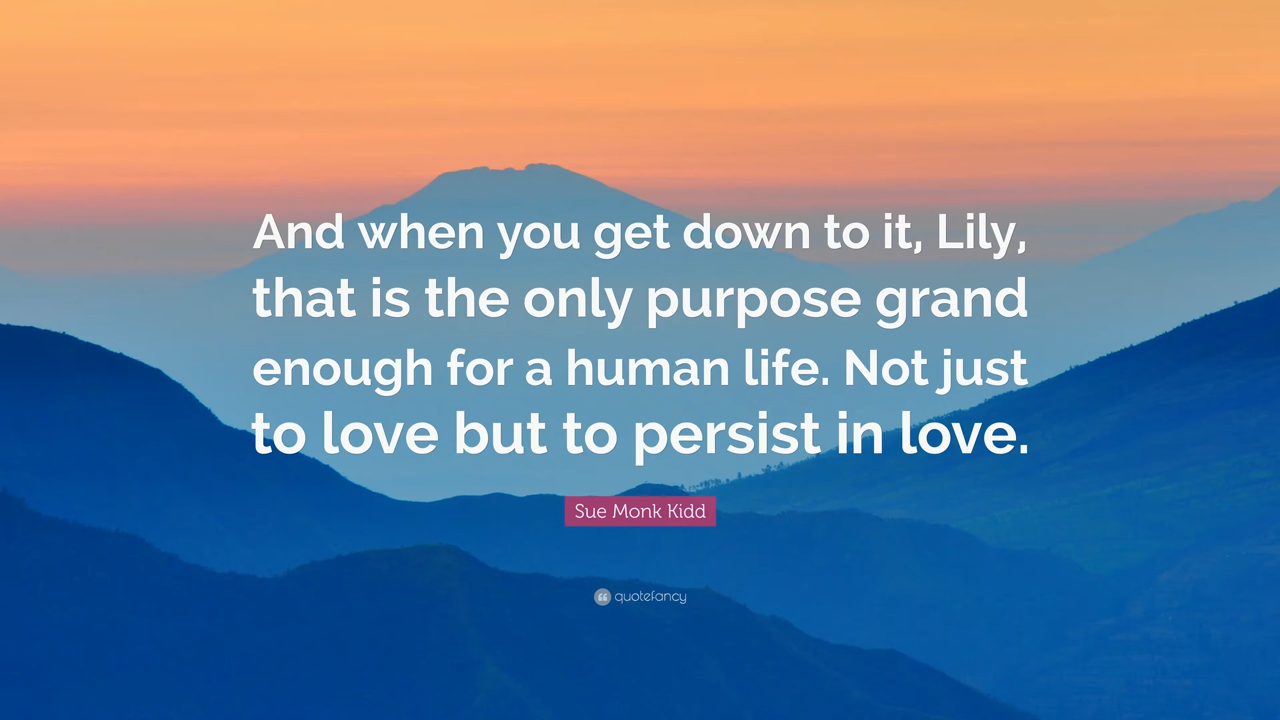 And when you get down to it, Lily,
that is the only purpose grand
enough for a human life. Not just
to love but to persist in love.
Sue Monk Kidd
quotefancy